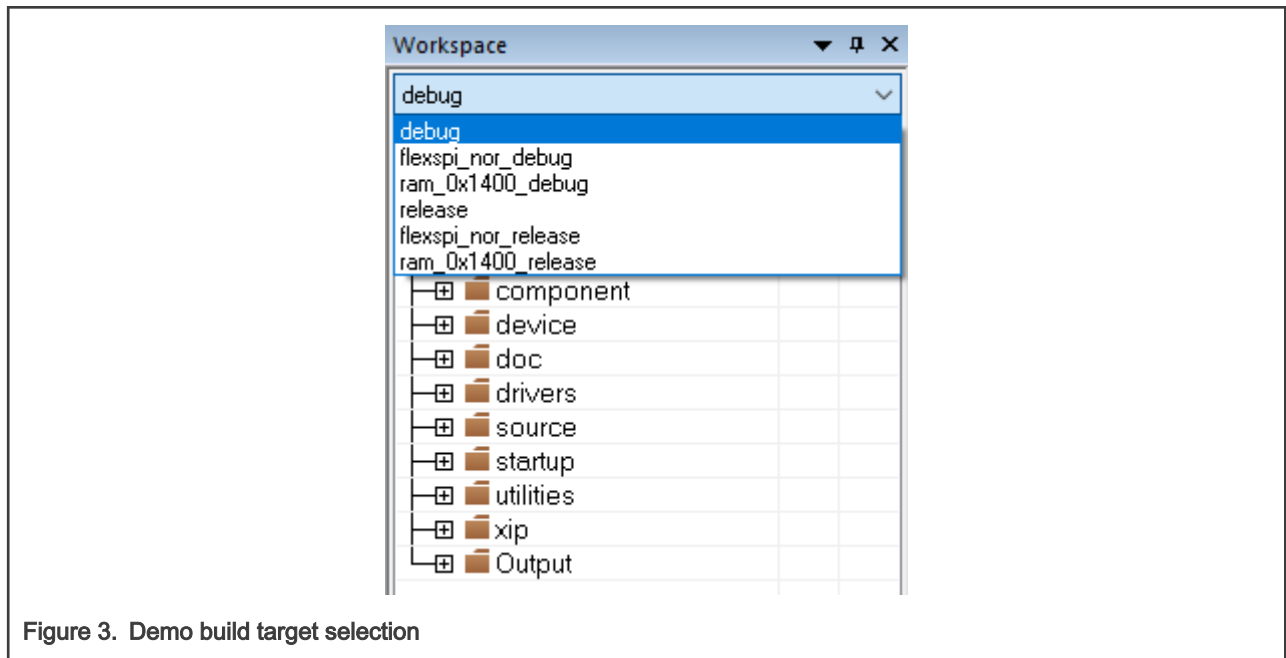 Workspace
debug
debug
flexspi_nor_debug
ram_0x1400_debug
release
flexspi_nor_release
ram_0x1400_release
component
device
doc
drivers
source
startup
utilities
xip
Output
Figure 3. Demo build target selection